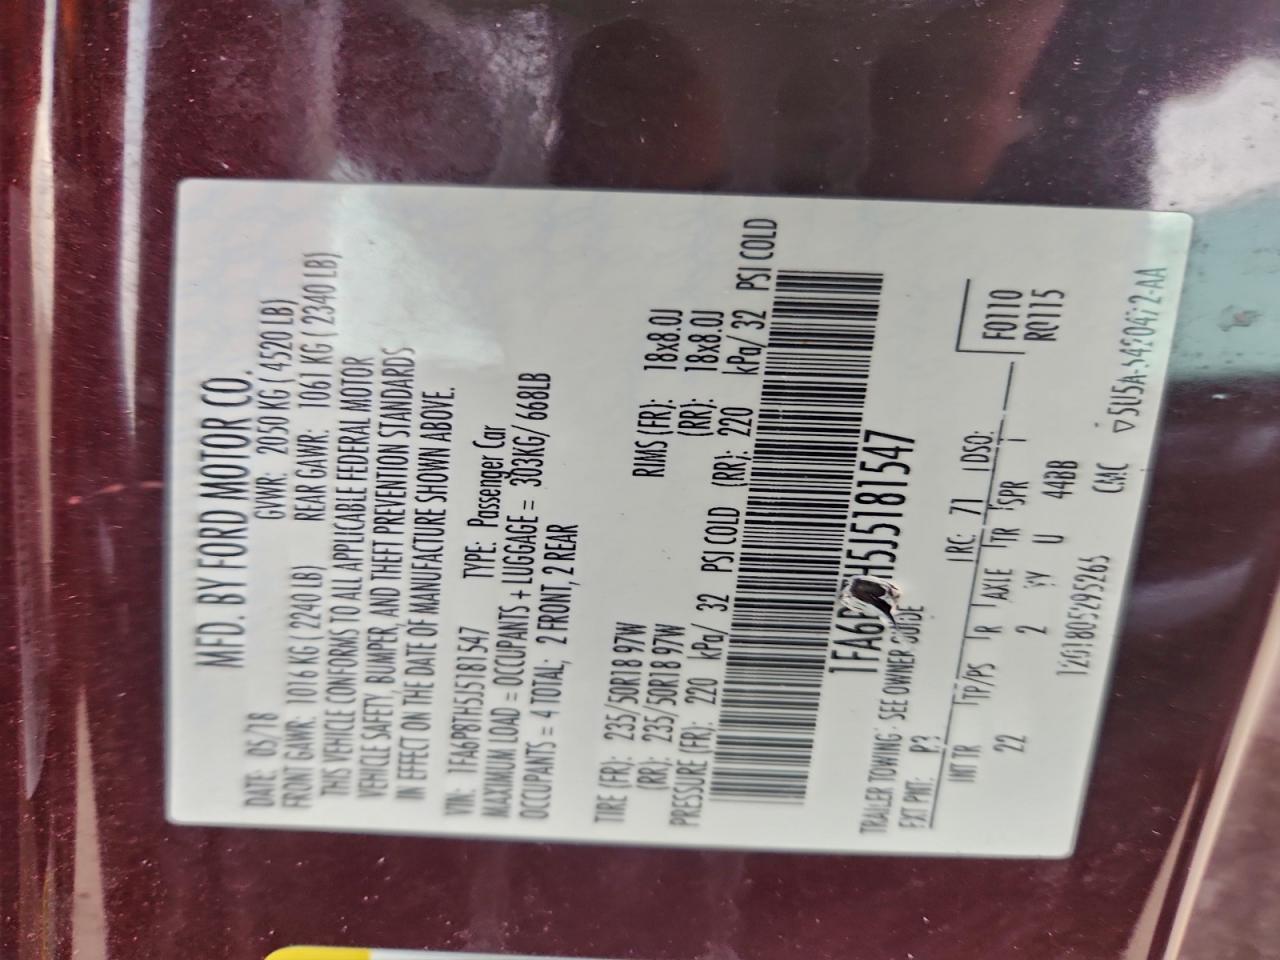 MFD. BY FORD MOTOR CO.
DATE: 05/18 GVWR: 2050 KG ( 4520 LB)
FRONT GAWR: 1016 KG ( 2240 LB) REAR GAWR: 1061 KG ( 2340 LB)
THIS VEHICLE CONFORMS TO ALL APPLICABLE FEDERAL MOTOR
VEHICLE SAFETY, BUMPER, AND THEFT PREVENTION STANDARDS
IN EFFECT ON THE DATE OF MANUFACTURE SHOWN ABOVE.
VIN: 1FA6P8TH5J5181547 TYPE: Passenger Car
MAXIMUM LOAD = OCCUPANTS + LUGGAGE = 303KG/ 668LB
OCCUPANTS = 4 TOTAL; 2 FRONT, 2 REAR
TIRE (FR): 235/50R18 97W RIMS (FR): 18x8.0J
(RR): 235/50R18 97W (RR): 18x8.0J
PRESSURE (FR): 220 kPa/ 32 PSI COLD (RR): 220 kPa/ 32 PSI COLD
1FA6P H5J5181547
TRAILER TOWING: SEE OWNER GUIDE
EXT PNT: P3 RC: 71 DSO:
INT TR TP/PS R AXLE TR SPR F0110
22 2 U 44BB R0115
1201805295265 CMC